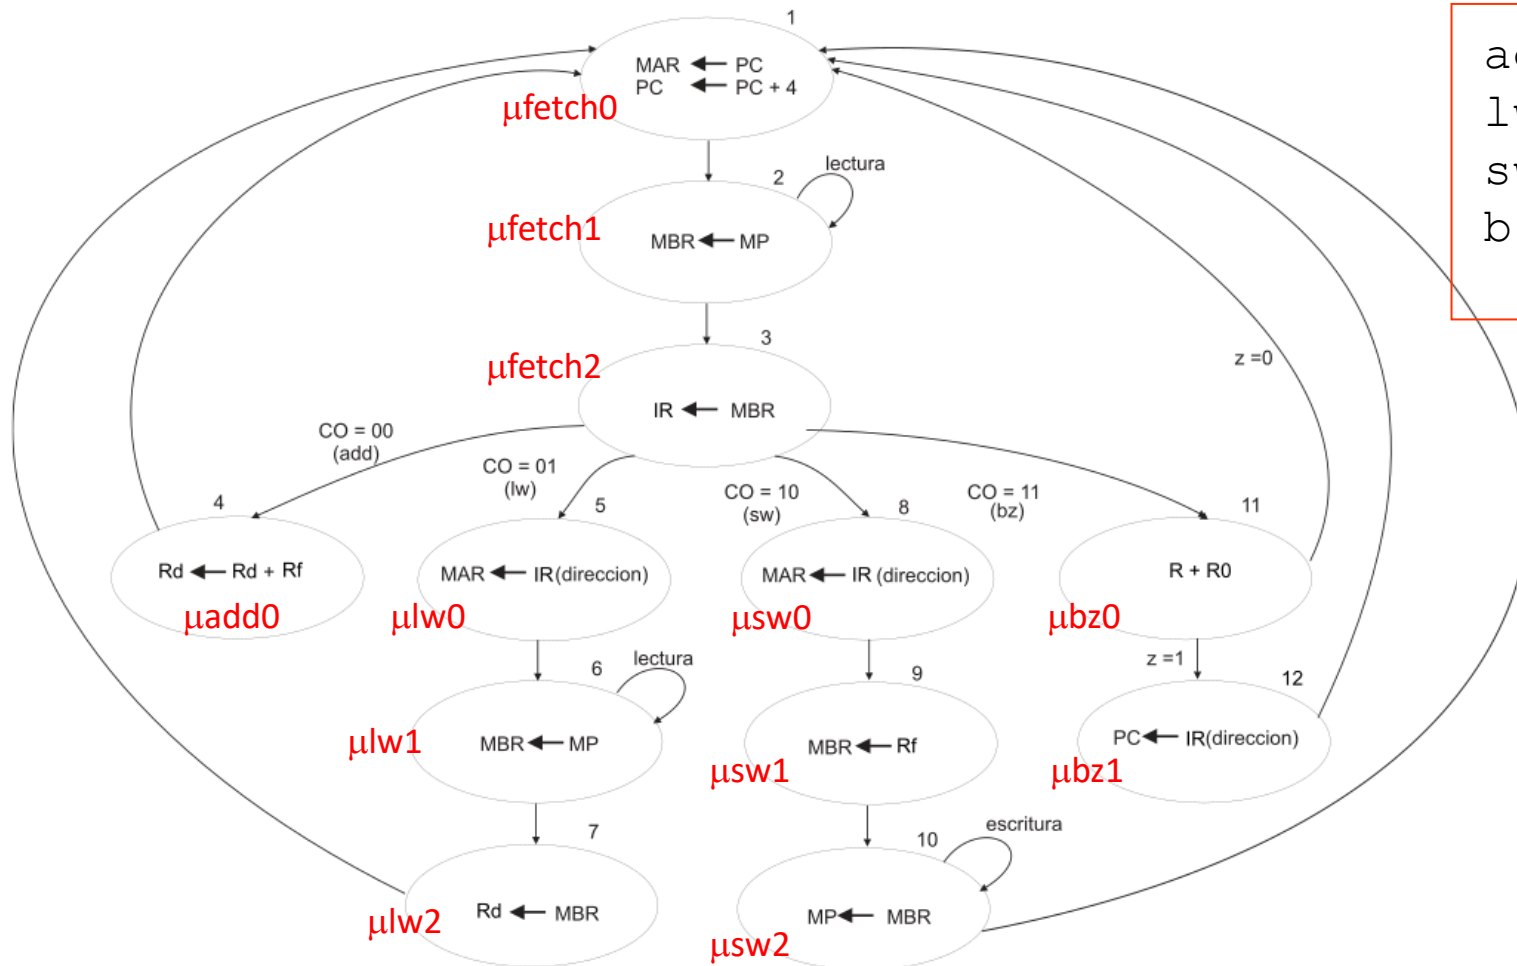 1
MAR ← PC
PC ← PC + 4
µfetch0
lectura
2
µfetch1
MBR ← MP
3
µfetch2
z =0
IR ← MBR
CO = 00
(add)
CO = 01
(lw)
CO = 10
(sw)
CO = 11
(bz)
4
5
8
11
Rd ← Rd + Rf
MAR ← IR(direccion)
MAR ← IR (direccion)
R + R0
µadd0
µlw0
µsw0
µbz0
6
lectura
9
z =1
12
µlw1
MBR ← MP
MBR ← Rf
PC ← IR(direccion)
µsw1
µbz1
7
10
escritura
Rd ← MBR
MP ← MBR
µlw2
µsw2